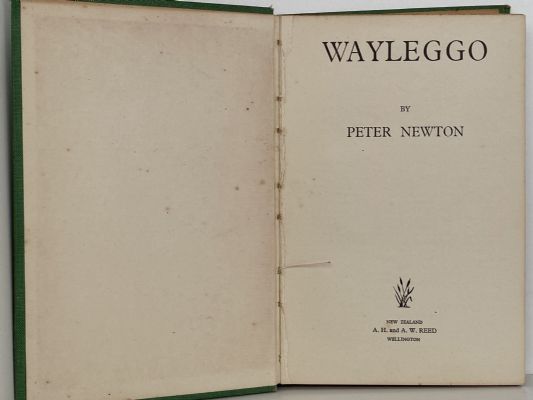 WAYLEGGO
BY
PETER NEWTON
NEW ZEALAND
A. H. and A. W. REED
WELLINGTON